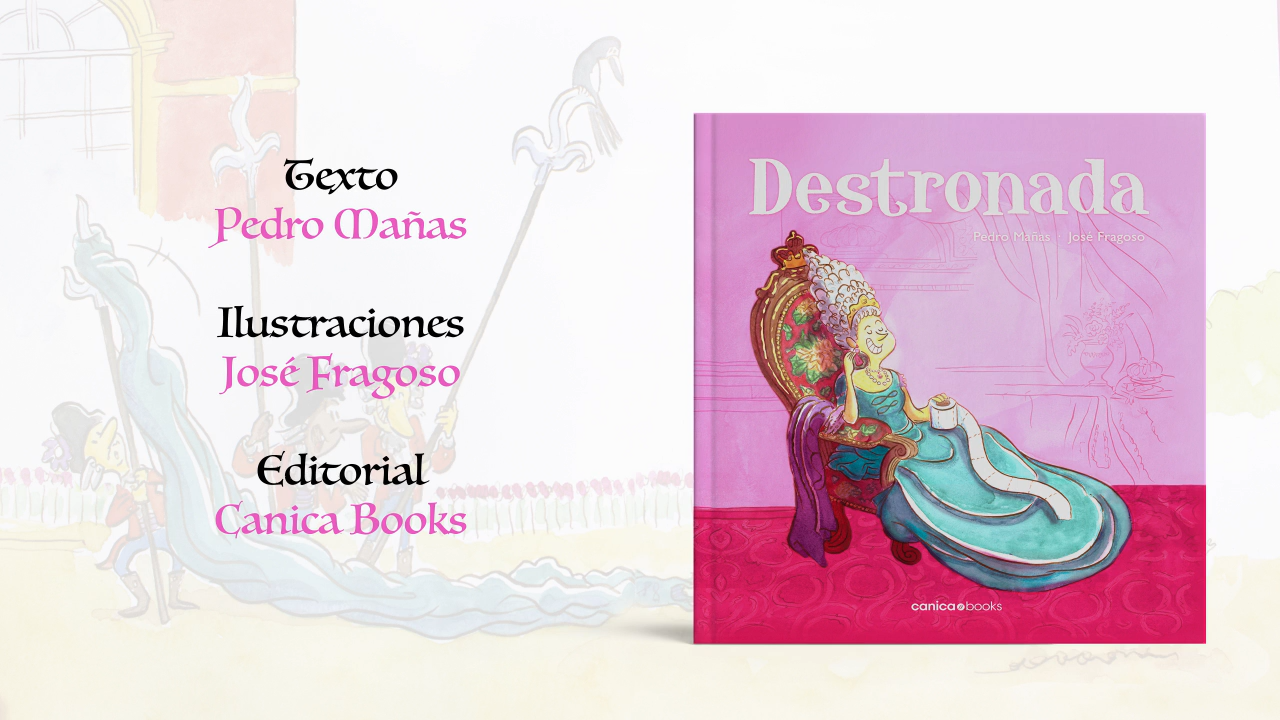 Texto
Pedro Mañas
Ilustraciones
José Fragoso
Editorial
Canica Books
Destronada
Pedro Mañas José Fragoso
canica books